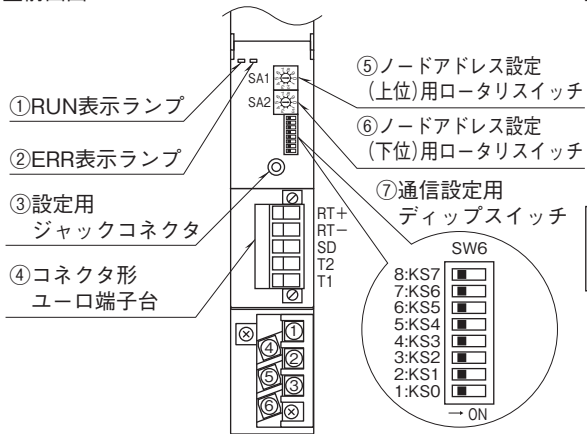 ①RUN表示ランプ
②ERR表示ランプ
③設定用
ジャックコネクタ
④コネクタ形
ユーロ端子台
SA1
SA2
RT+
RT−
SD
T2
T1
①
④
②
⑤
③
⑥
⑤ノードアドレス設定
(上位)用ロータリスイッチ
⑥ノードアドレス設定
(下位)用ロータリスイッチ
⑦通信設定用
ディップスイッチ
SW6
8:KS7
7:KS6
6:KS5
5:KS4
4:KS3
3:KS2
2:KS1
1:KS0
→ ON